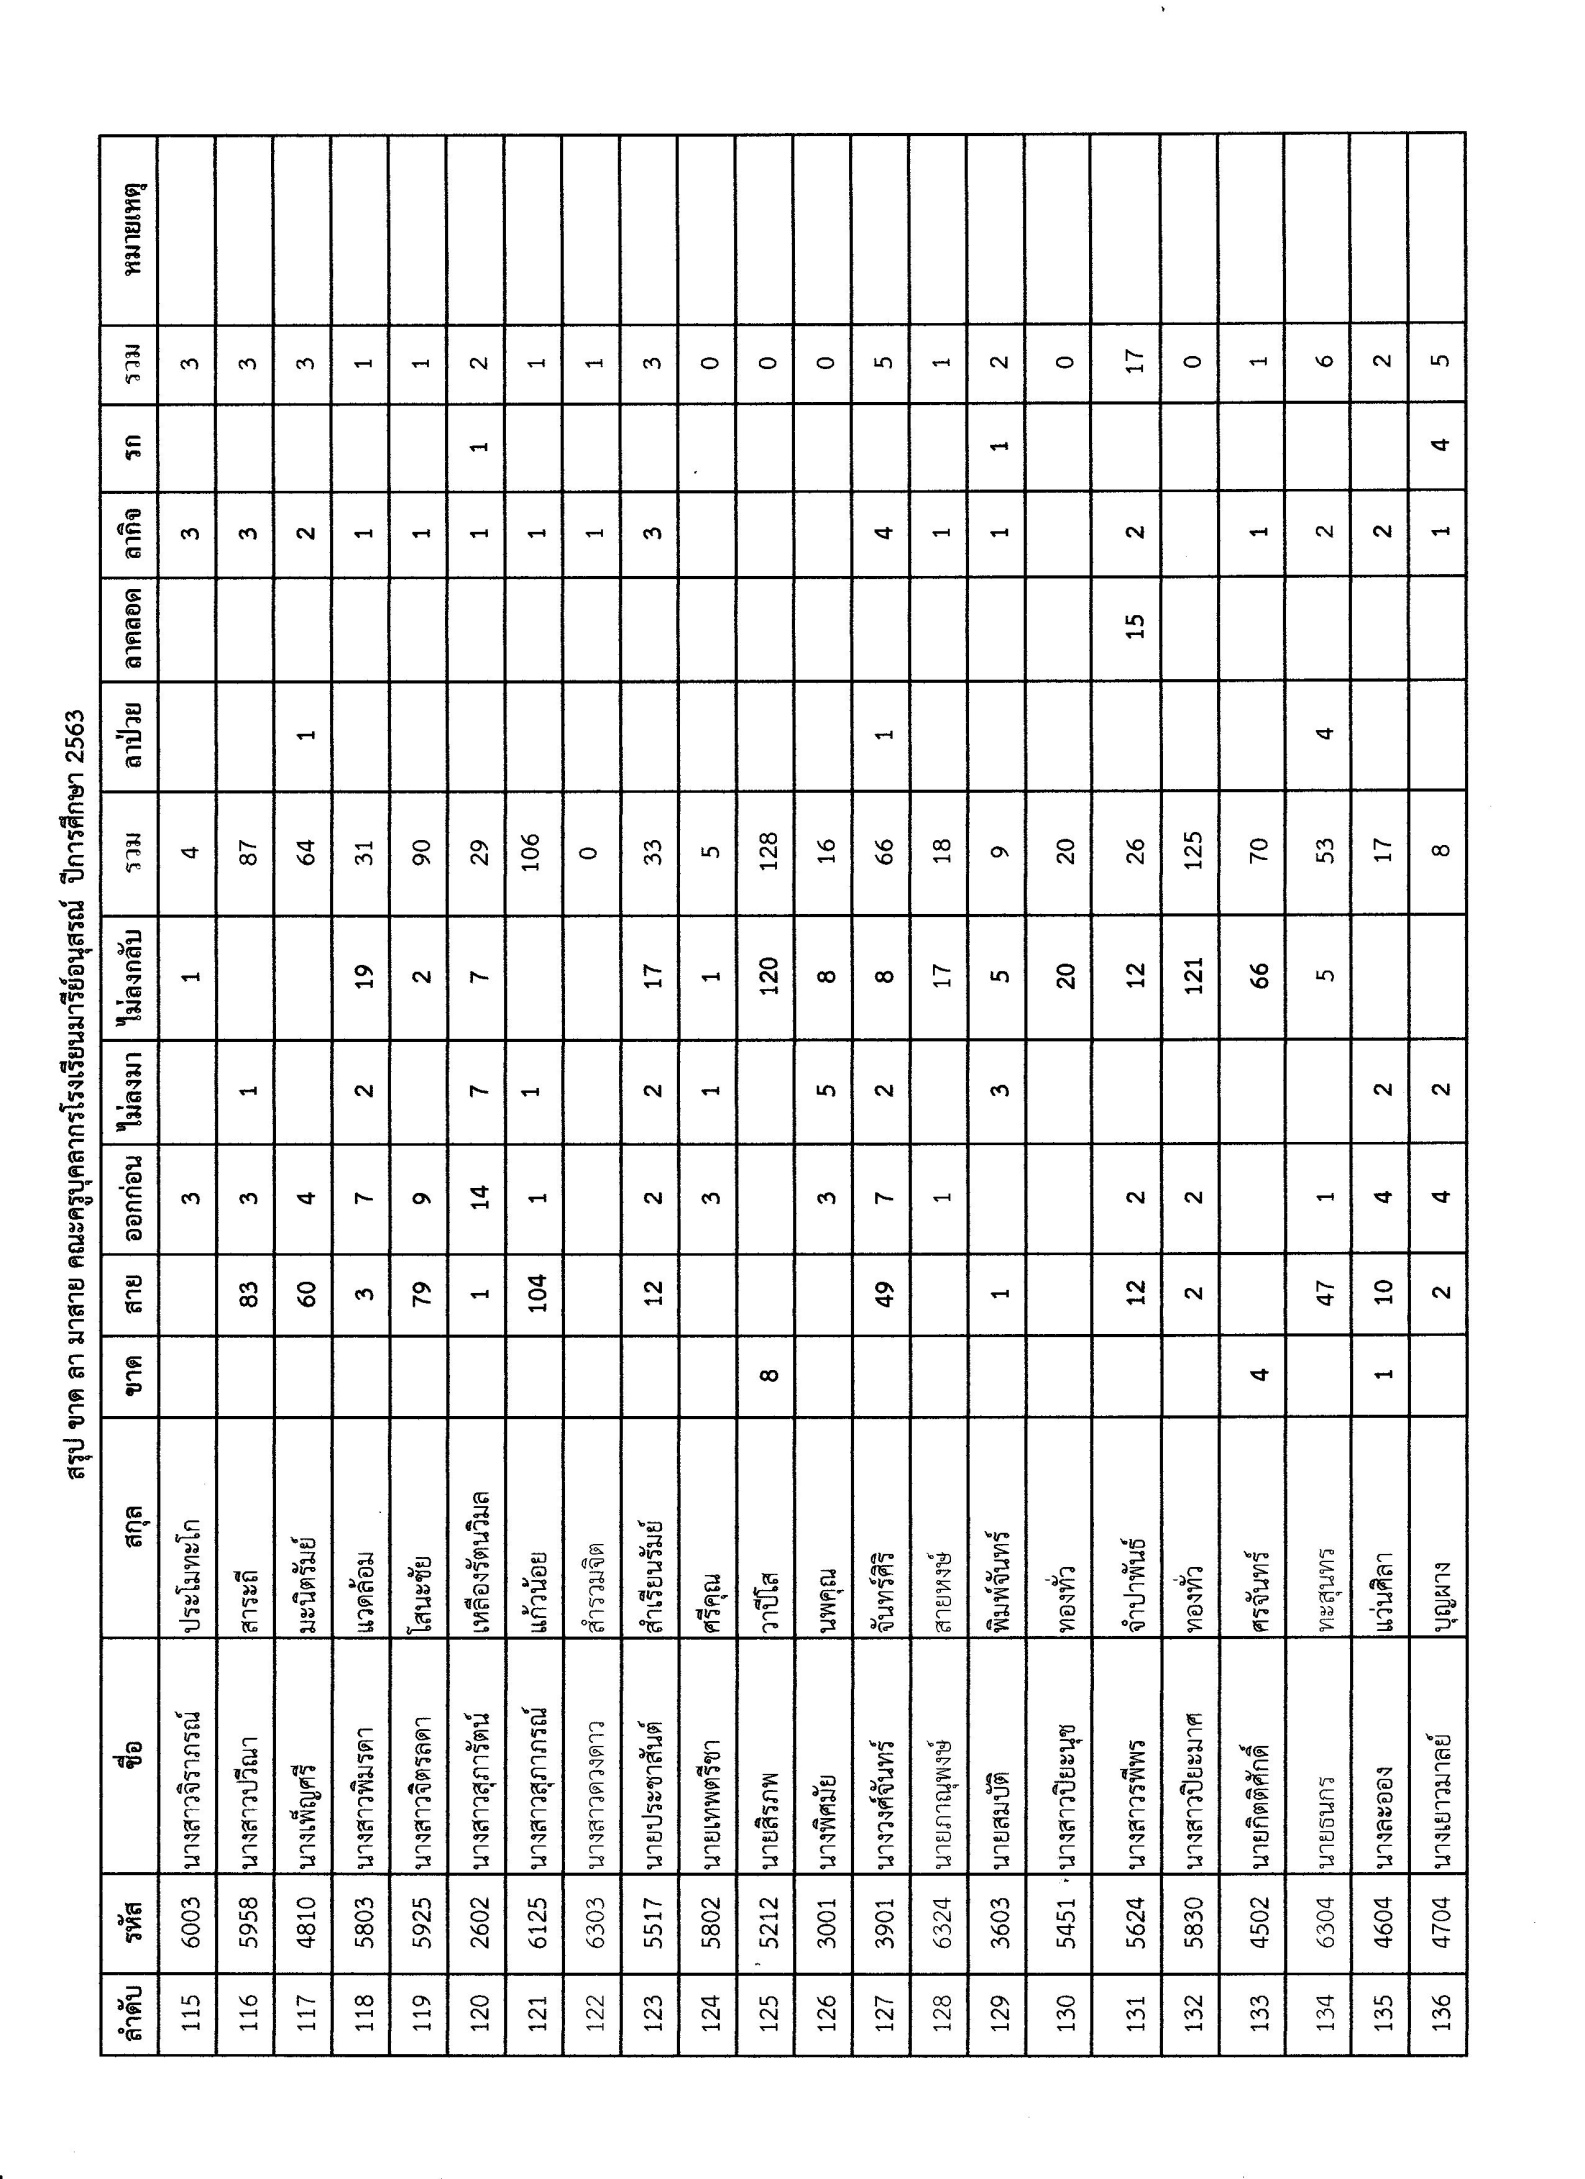 สรุป ขาด ลา มาสาย คณะครูบุคลากรโรงเรียนมารีย์อนุสรณ์ ปีการศึกษา 2563
ลำดับ รหัส ชื่อ สกุล ขาด สาย ออกก่อน ไม่ลงมา ไม่ลงกลับ รวม ลาป่วย ลาคลอด ลากิจ รก รวม หมายเหตุ
115 6003 นางสาวจิราภรณ์ ประโมทะโก 3 1 4 3 3
116 5958 นางสาวปวีณา สาระถี 83 3 1 87 3 3
117 4810 นางเพ็ญศรี มะนิตรัมย์ 60 4 64 1 2 3
118 5803 นางสาวพิมรดา แวดล้อม 3 7 2 19 31 1 1
119 5925 นางสาวจิตรลดา โสนะชัย 79 9 2 90 1 1
120 2602 นางสาวสุภารัตน์ เหลืองรัตนวิมล 1 14 7 7 29 1 1 2
121 6125 นางสาวสุภาภรณ์ แก้วน้อย 104 1 1 106 1 1
122 6303 นางสาวดวงดาว สำรวมจิต 0 1 1
123 5517 นายประชาสันต์ สำเรียนรัมย์ 12 2 2 17 33 3 3
124 5802 นายเทพตรีชา ศรีคุณ 3 1 1 5 0
125 5212 นายสิรภพ วาปีโส 8 120 128 0
126 3001 นางพิศมัย นพคุณ 3 5 8 16 0
127 3901 นางวงศ์จันทร์ จันทร์ศิริ 49 7 2 8 66 1 4 5
128 6324 นายภาณุพงษ์ สายหงษ์ 1 17 18 1 1
129 3603 นายสมบัติ พิมพ์จันทร์ 1 3 5 9 1 1 2
130 5451 นางสาวปิยะนุช ทองทั่ว 20 20 0
131 5624 นางสาวรพีพร จำปาพันธ์ 12 2 12 26 15 2 17
132 5830 นางสาวปิยะมาศ ทองทั่ว 2 2 121 125 0
133 4502 นายกิตติศักดิ์ ศรจันทร์ 4 66 70 1 1
134 6304 นายธนกร ทะสุนทร 47 1 5 53 4 2 6
135 4604 นางละออง แว่นศิลา 1 10 4 2 17 2 2
136 4704 นางเยาวมาลย์ บุญผาง 2 4 2 8 1 4 5